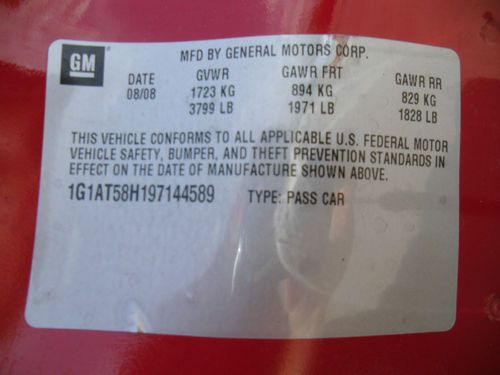 GM
MFD BY GENERAL MOTORS CORP.
DATE GVWR GAWR FRT GAWR RR
08/08 1723 KG 894 KG 829 KG
3799 LB 1971 LB 1828 LB
THIS VEHICLE CONFORMS TO ALL APPLICABLE U.S. FEDERAL MOTOR
VEHICLE SAFETY, BUMPER, AND THEFT PREVENTION STANDARDS IN
EFFECT ON THE DATE OF MANUFACTURE SHOWN ABOVE.
1G1AT58H197144589 TYPE: PASS CAR